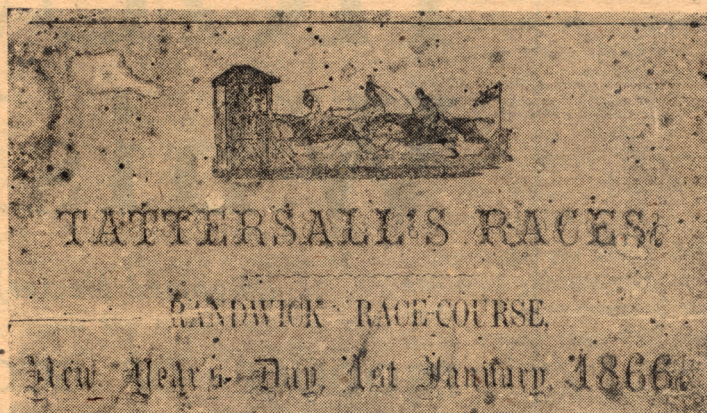 TATTERSALL'S RACES,
RANDWICK RACE-COURSE,
New Year's Day, 1st January, 1866.